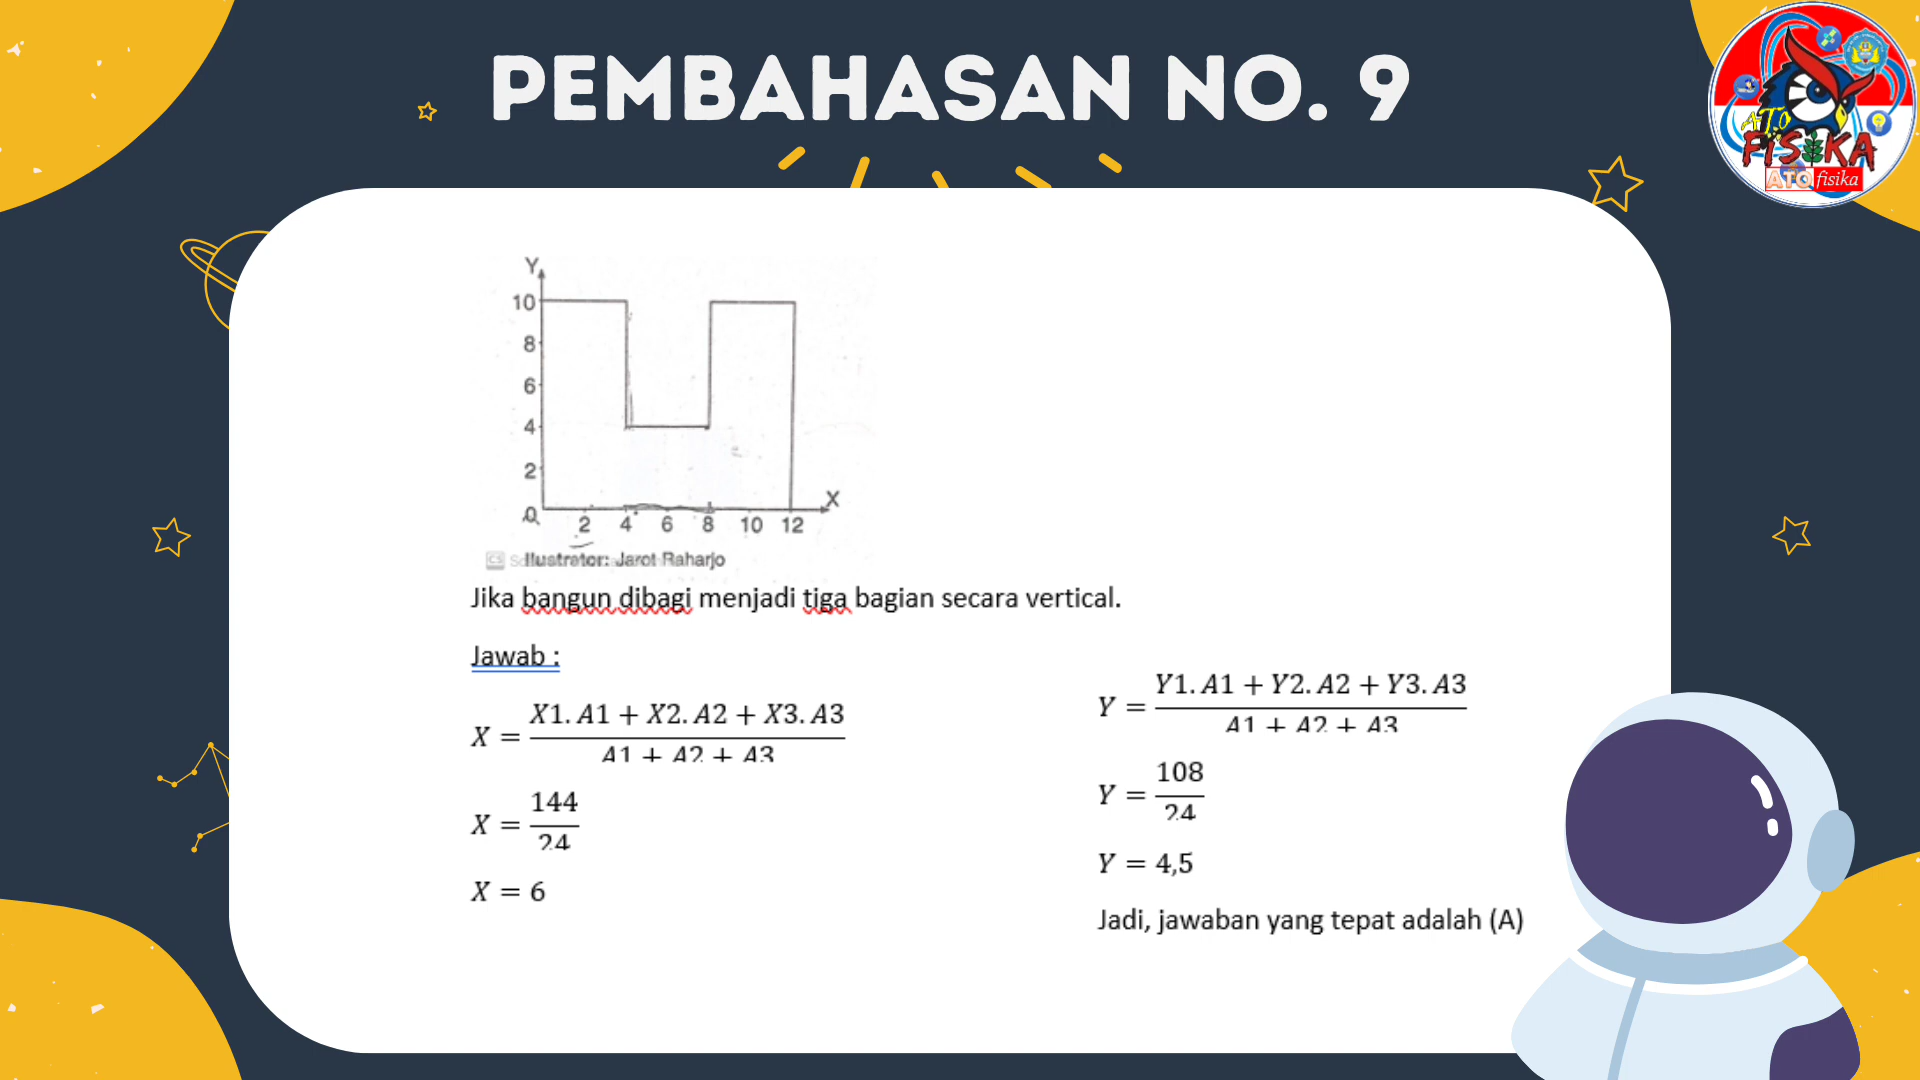 PEMBAHASAN NO. 9
ATO
FISIKA
ATO fisika
Y
10
8
6
4
2
0
2 4 6 8 10 12
X
CS
Ilustrator: Jarot Raharjo
Jika bangun dibagi menjadi tiga bagian secara vertical.
Jawab :
X = X1. A1 + X2. A2 + X3. A3
A1 + A2 + A3
X = 144
24
X = 6
Y = Y1. A1 + Y2. A2 + Y3. A3
A1 + A2 + A3
Y = 108
24
Y = 4,5
Jadi, jawaban yang tepat adalah (A)